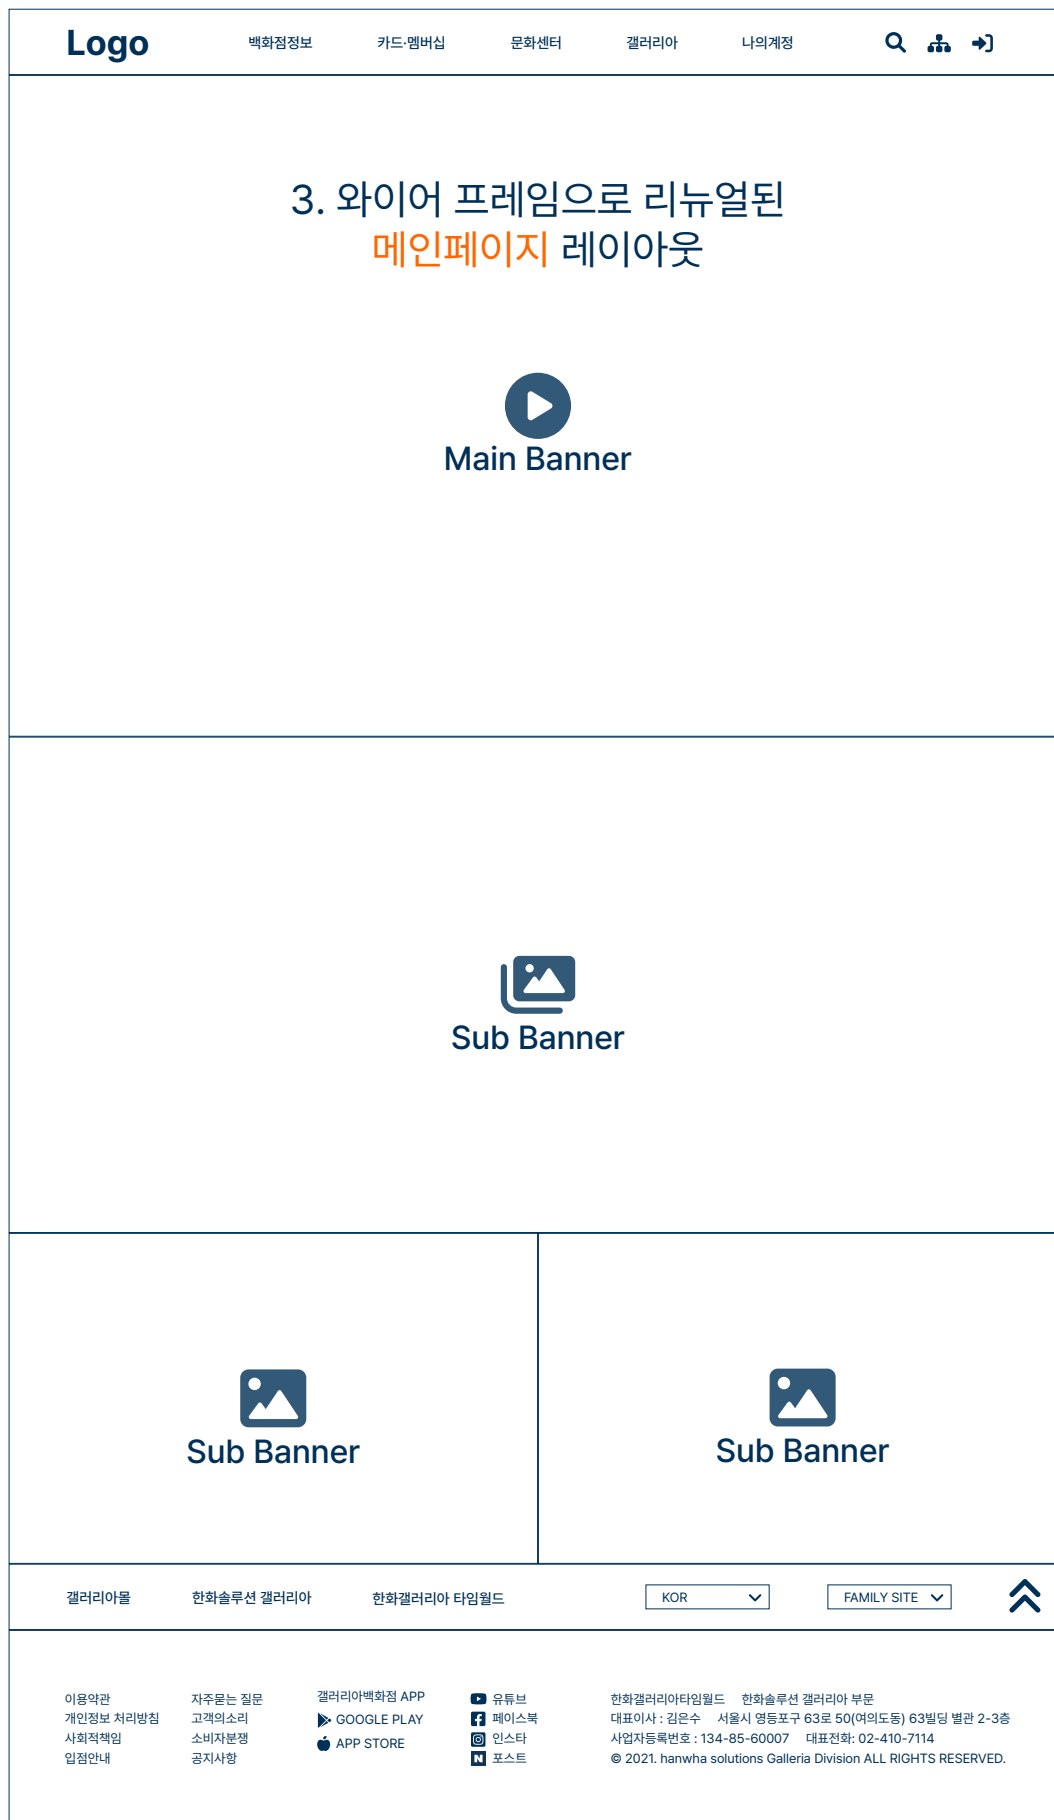 Logo 백화점정보 카드·멤버십 문화센터 갤러리아 나의계정
3. 와이어 프레임으로 리뉴얼된
메인페이지 레이아웃
Main Banner
Sub Banner
Sub Banner
Sub Banner
갤러리아몰 한화솔루션 갤러리아 한화갤러리아 타임월드 KOR FAMILY SITE
이용약관
개인정보 처리방침
사회적책임
입점안내
자주묻는 질문
고객의소리
소비자분쟁
공지사항
갤러리아백화점 APP
GOOGLE PLAY
APP STORE
유튜브
페이스북
인스타
N 포스트
한화갤러리아타임월드 한화솔루션 갤러리아 부문
대표이사 : 김은수 서울시 영등포구 63로 50(여의도동) 63빌딩 별관 2-3층
사업자등록번호 : 134-85-60007 대표전화: 02-410-7114
© 2021. hanwha solutions Galleria Division ALL RIGHTS RESERVED.